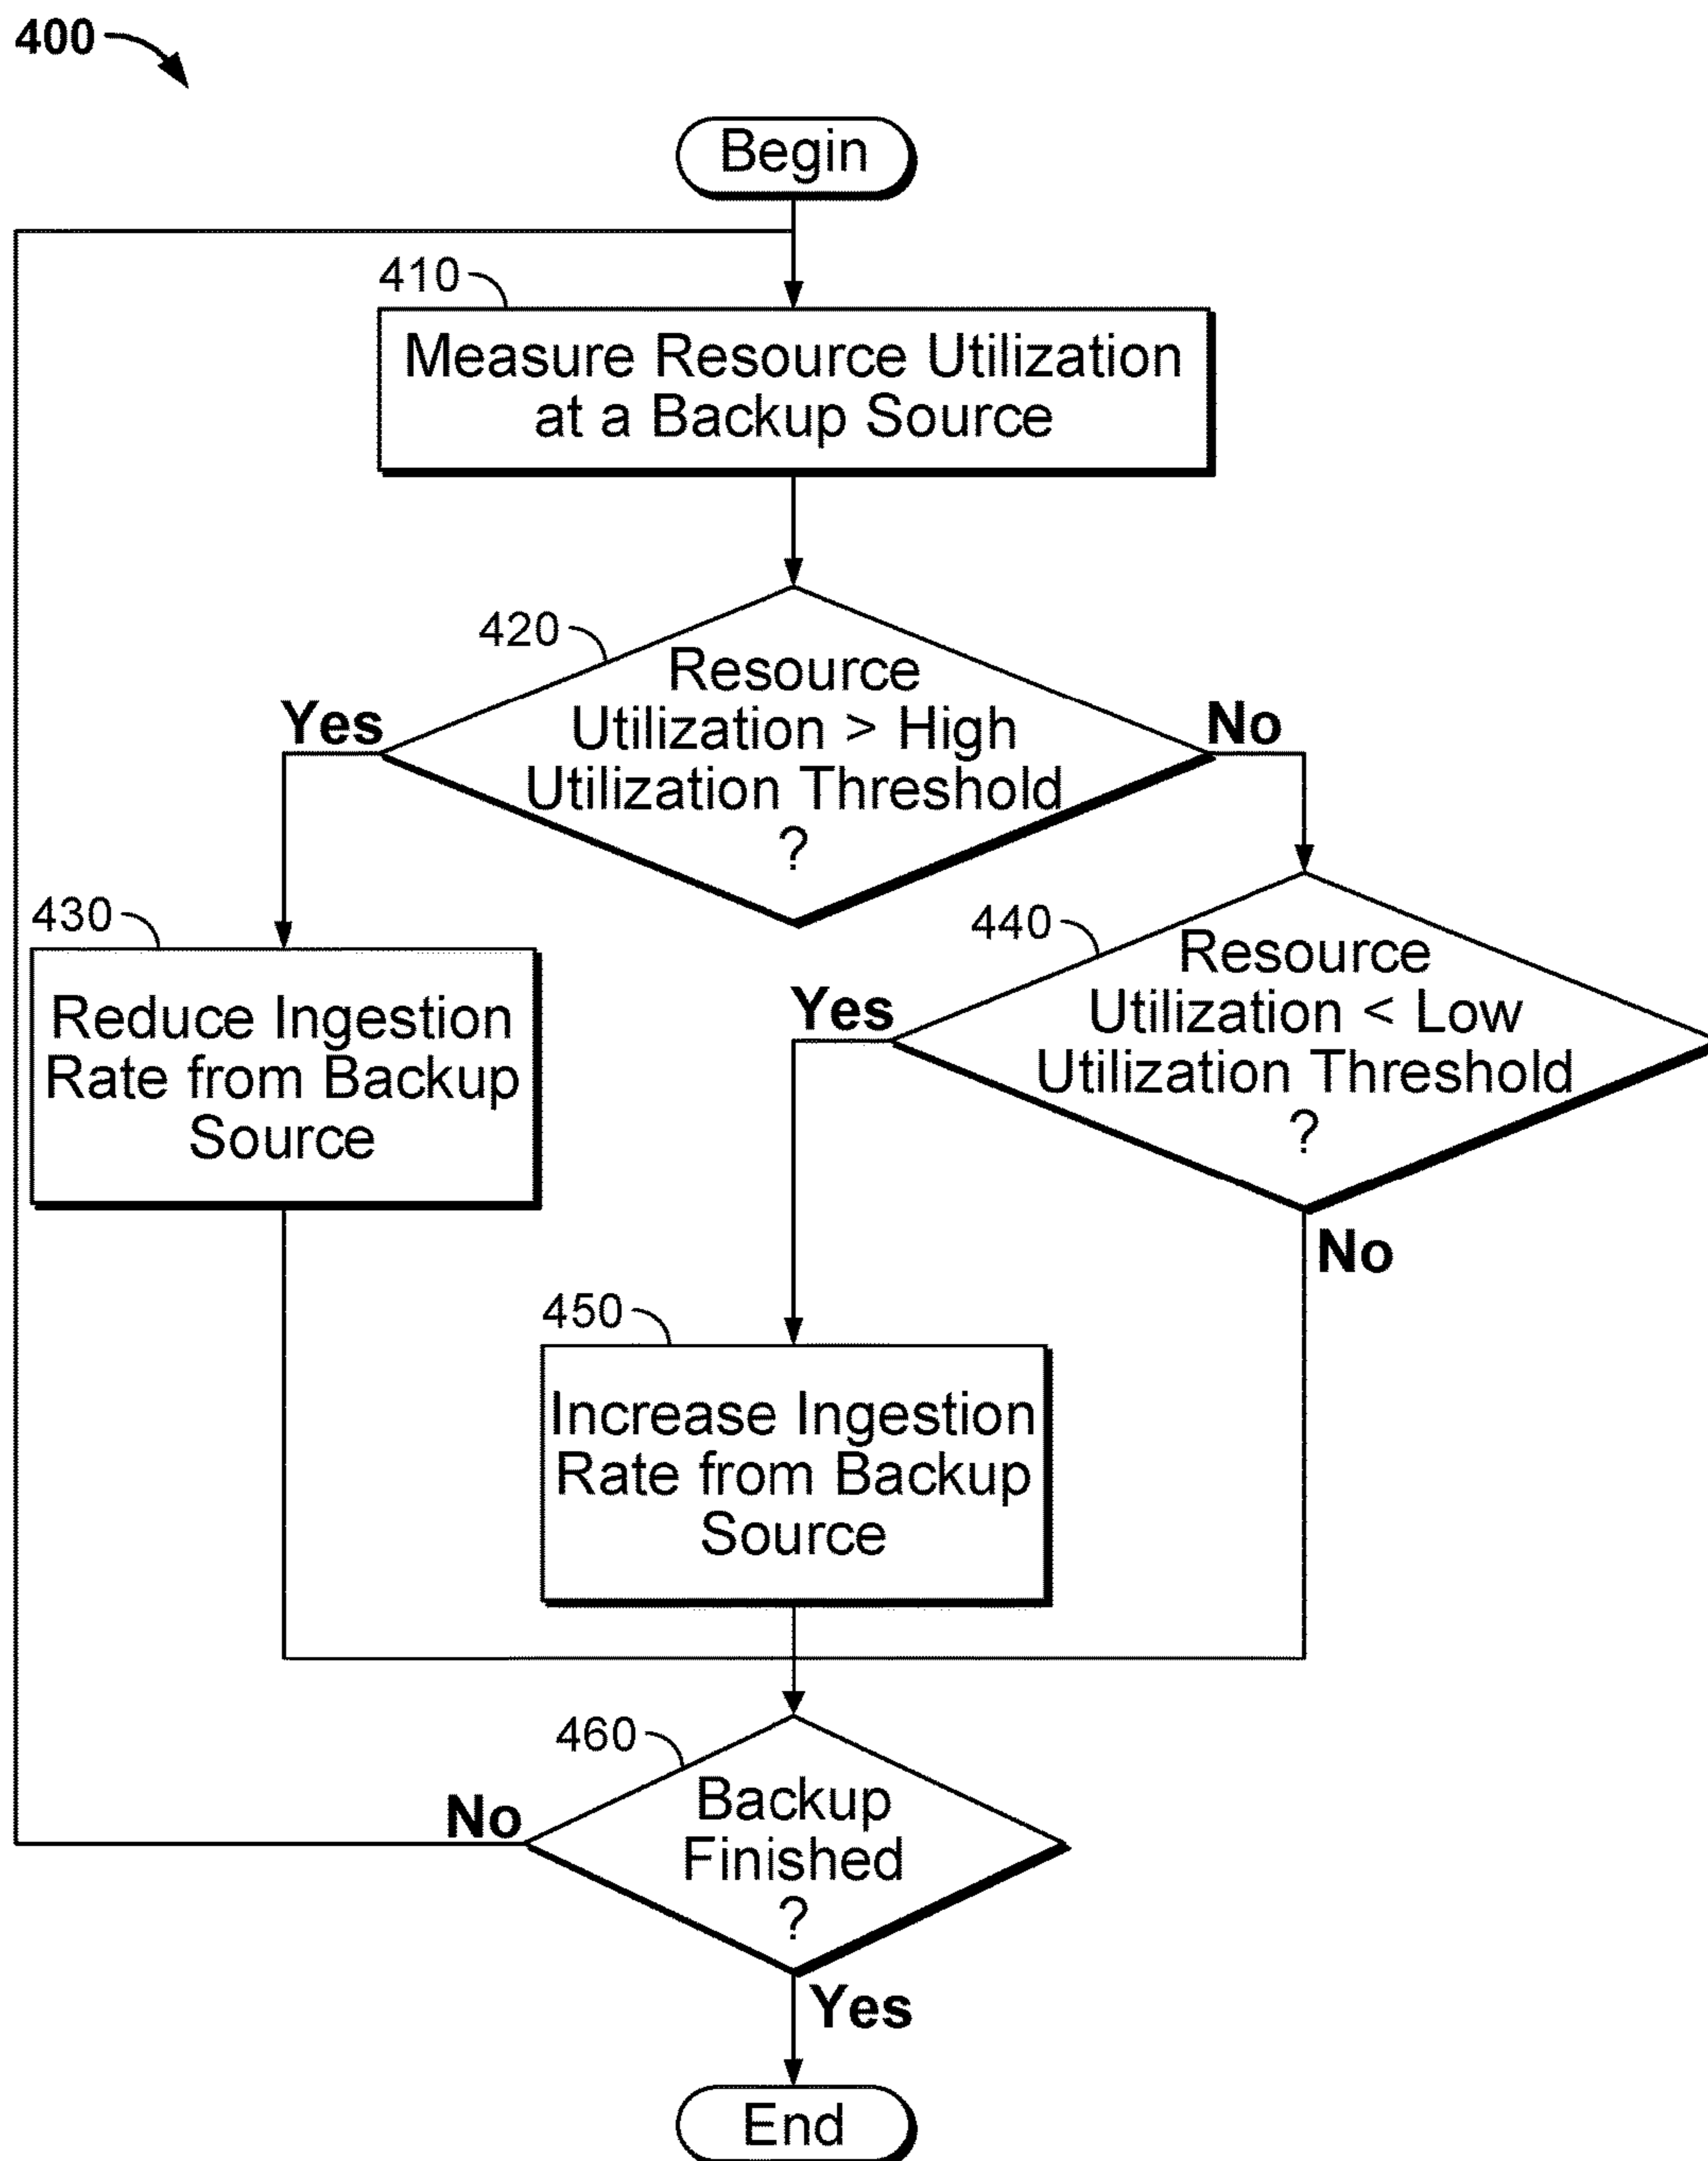 400
Begin
410
Measure Resource Utilization
at a Backup Source
420
Resource
Utilization > High
Utilization Threshold
?
Yes
No
430
Reduce Ingestion
Rate from Backup
Source
440
Resource
Utilization < Low
Utilization Threshold
?
Yes
No
450
Increase Ingestion
Rate from Backup
Source
460
Backup
Finished
?
No
Yes
End